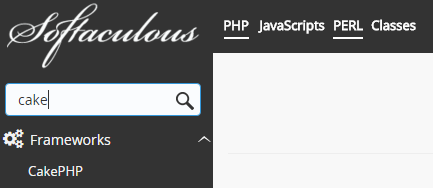 Softaculous
PHP JavaScripts PERL Classes
cake
Frameworks
CakePHP